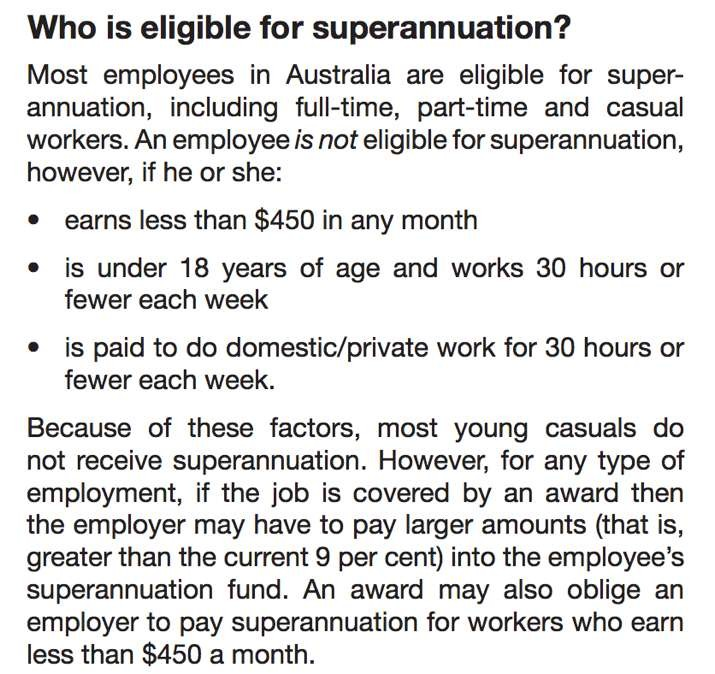 Who is eligible for superannuation?
Most employees in Australia are eligible for super-
annuation, including full-time, part-time and casual
workers. An employee is not eligible for superannuation,
however, if he or she:
• earns less than $450 in any month
• is under 18 years of age and works 30 hours or
fewer each week
• is paid to do domestic/private work for 30 hours or
fewer each week.
Because of these factors, most young casuals do
not receive superannuation. However, for any type of
employment, if the job is covered by an award then
the employer may have to pay larger amounts (that is,
greater than the current 9 per cent) into the employee’s
superannuation fund. An award may also oblige an
employer to pay superannuation for workers who earn
less than $450 a month.